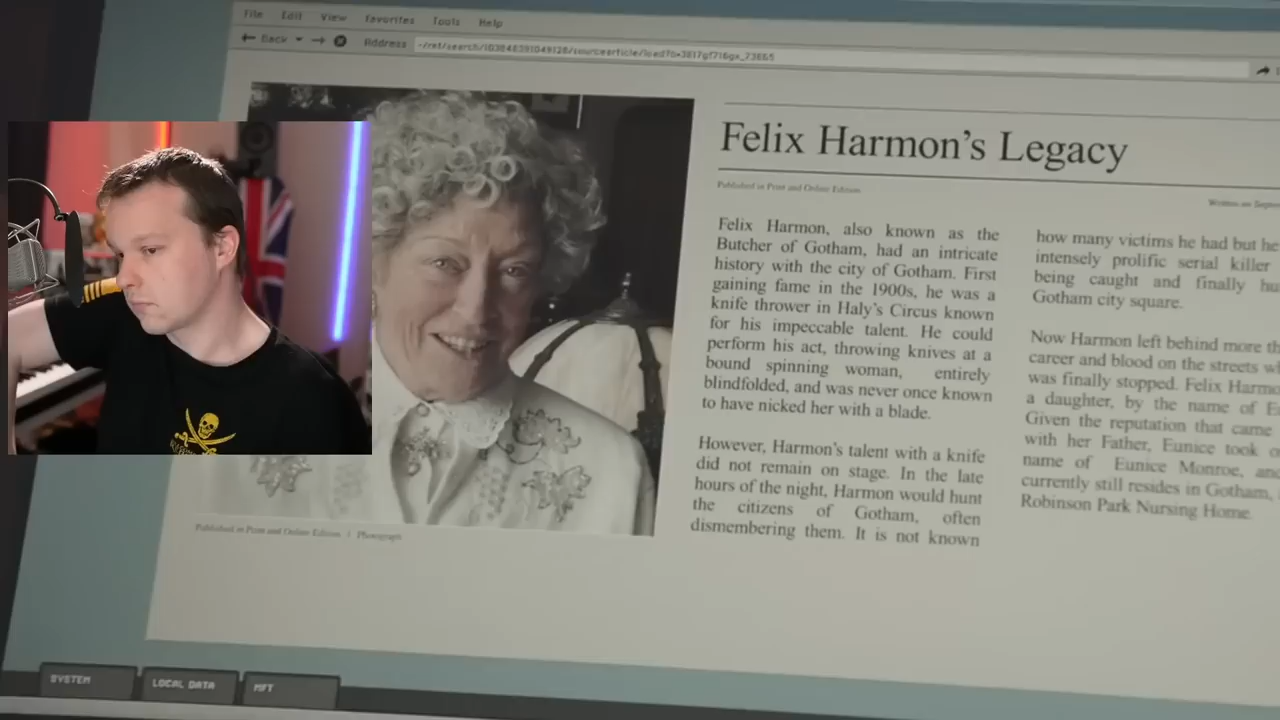 File Edit View Favorites Tools Help
Back Address
Felix Harmon's Legacy
Published in Print and Online Edition
Written on
Felix Harmon, also known as the
Butcher of Gotham, had an intricate
history with the city of Gotham. First
gaining fame in the 1900s, he was a
knife thrower in Haly's Circus known
for his impeccable talent. He could
perform his act, throwing knives at a
bound spinning woman, entirely
blindfolded, and was never once known
to have nicked her with a blade.
However, Harmon's talent with a knife
did not remain on stage. In the late
hours of the night, Harmon would hunt
the citizens of Gotham, often
dismembering them. It is not known
how many victims he had but he
intensely prolific serial killer
being caught and finally hu
Gotham city square.
Now Harmon left behind more th
career and blood on the streets w
was finally stopped. Felix Harmo
a daughter, by the name of E
Given the reputation that came
with her Father, Eunice took o
name of Eunice Monroe, an
currently still resides in Gotham,
Robinson Park Nursing Home.
Published in Print and Online Edition / Photograph
SYSTEM LOCAL DATA MFT